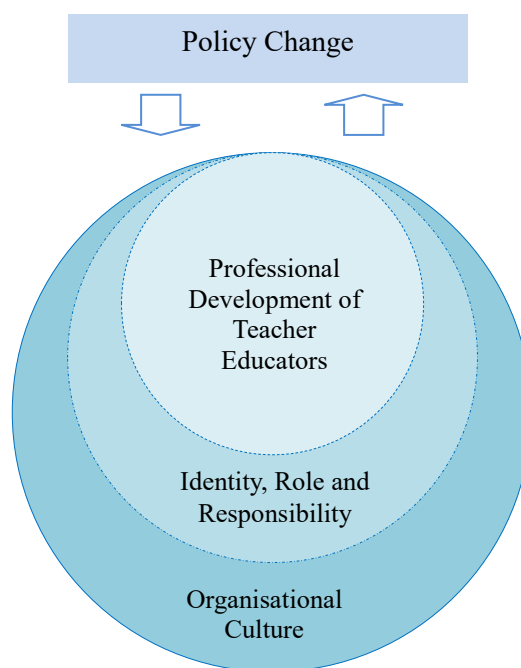 Policy Change
Professional
Development of
Teacher
Educators
Identity, Role and
Responsibility
Organisational
Culture